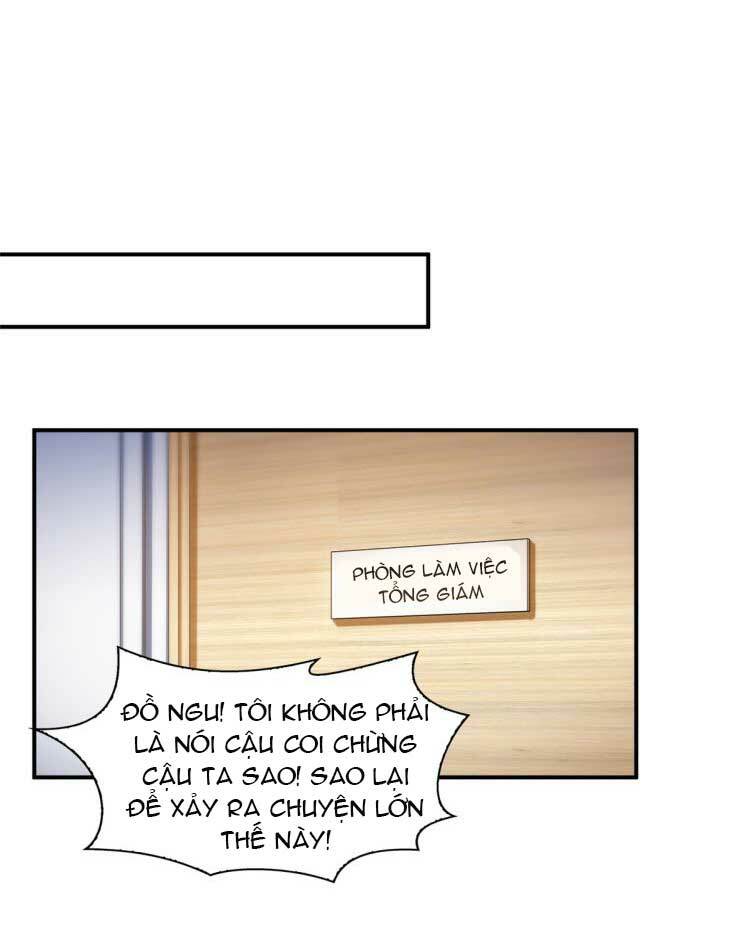 PHÒNG LÀM VIỆC
TỔNG GIÁM
ĐỒ NGU! TÔI KHÔNG PHẢI
LÀ NÓI CẬU COI CHỪNG
CẬU TA SAO! SAO LẠI
ĐỂ XẢY RA CHUYỆN LỚN
THẾ NÀY!